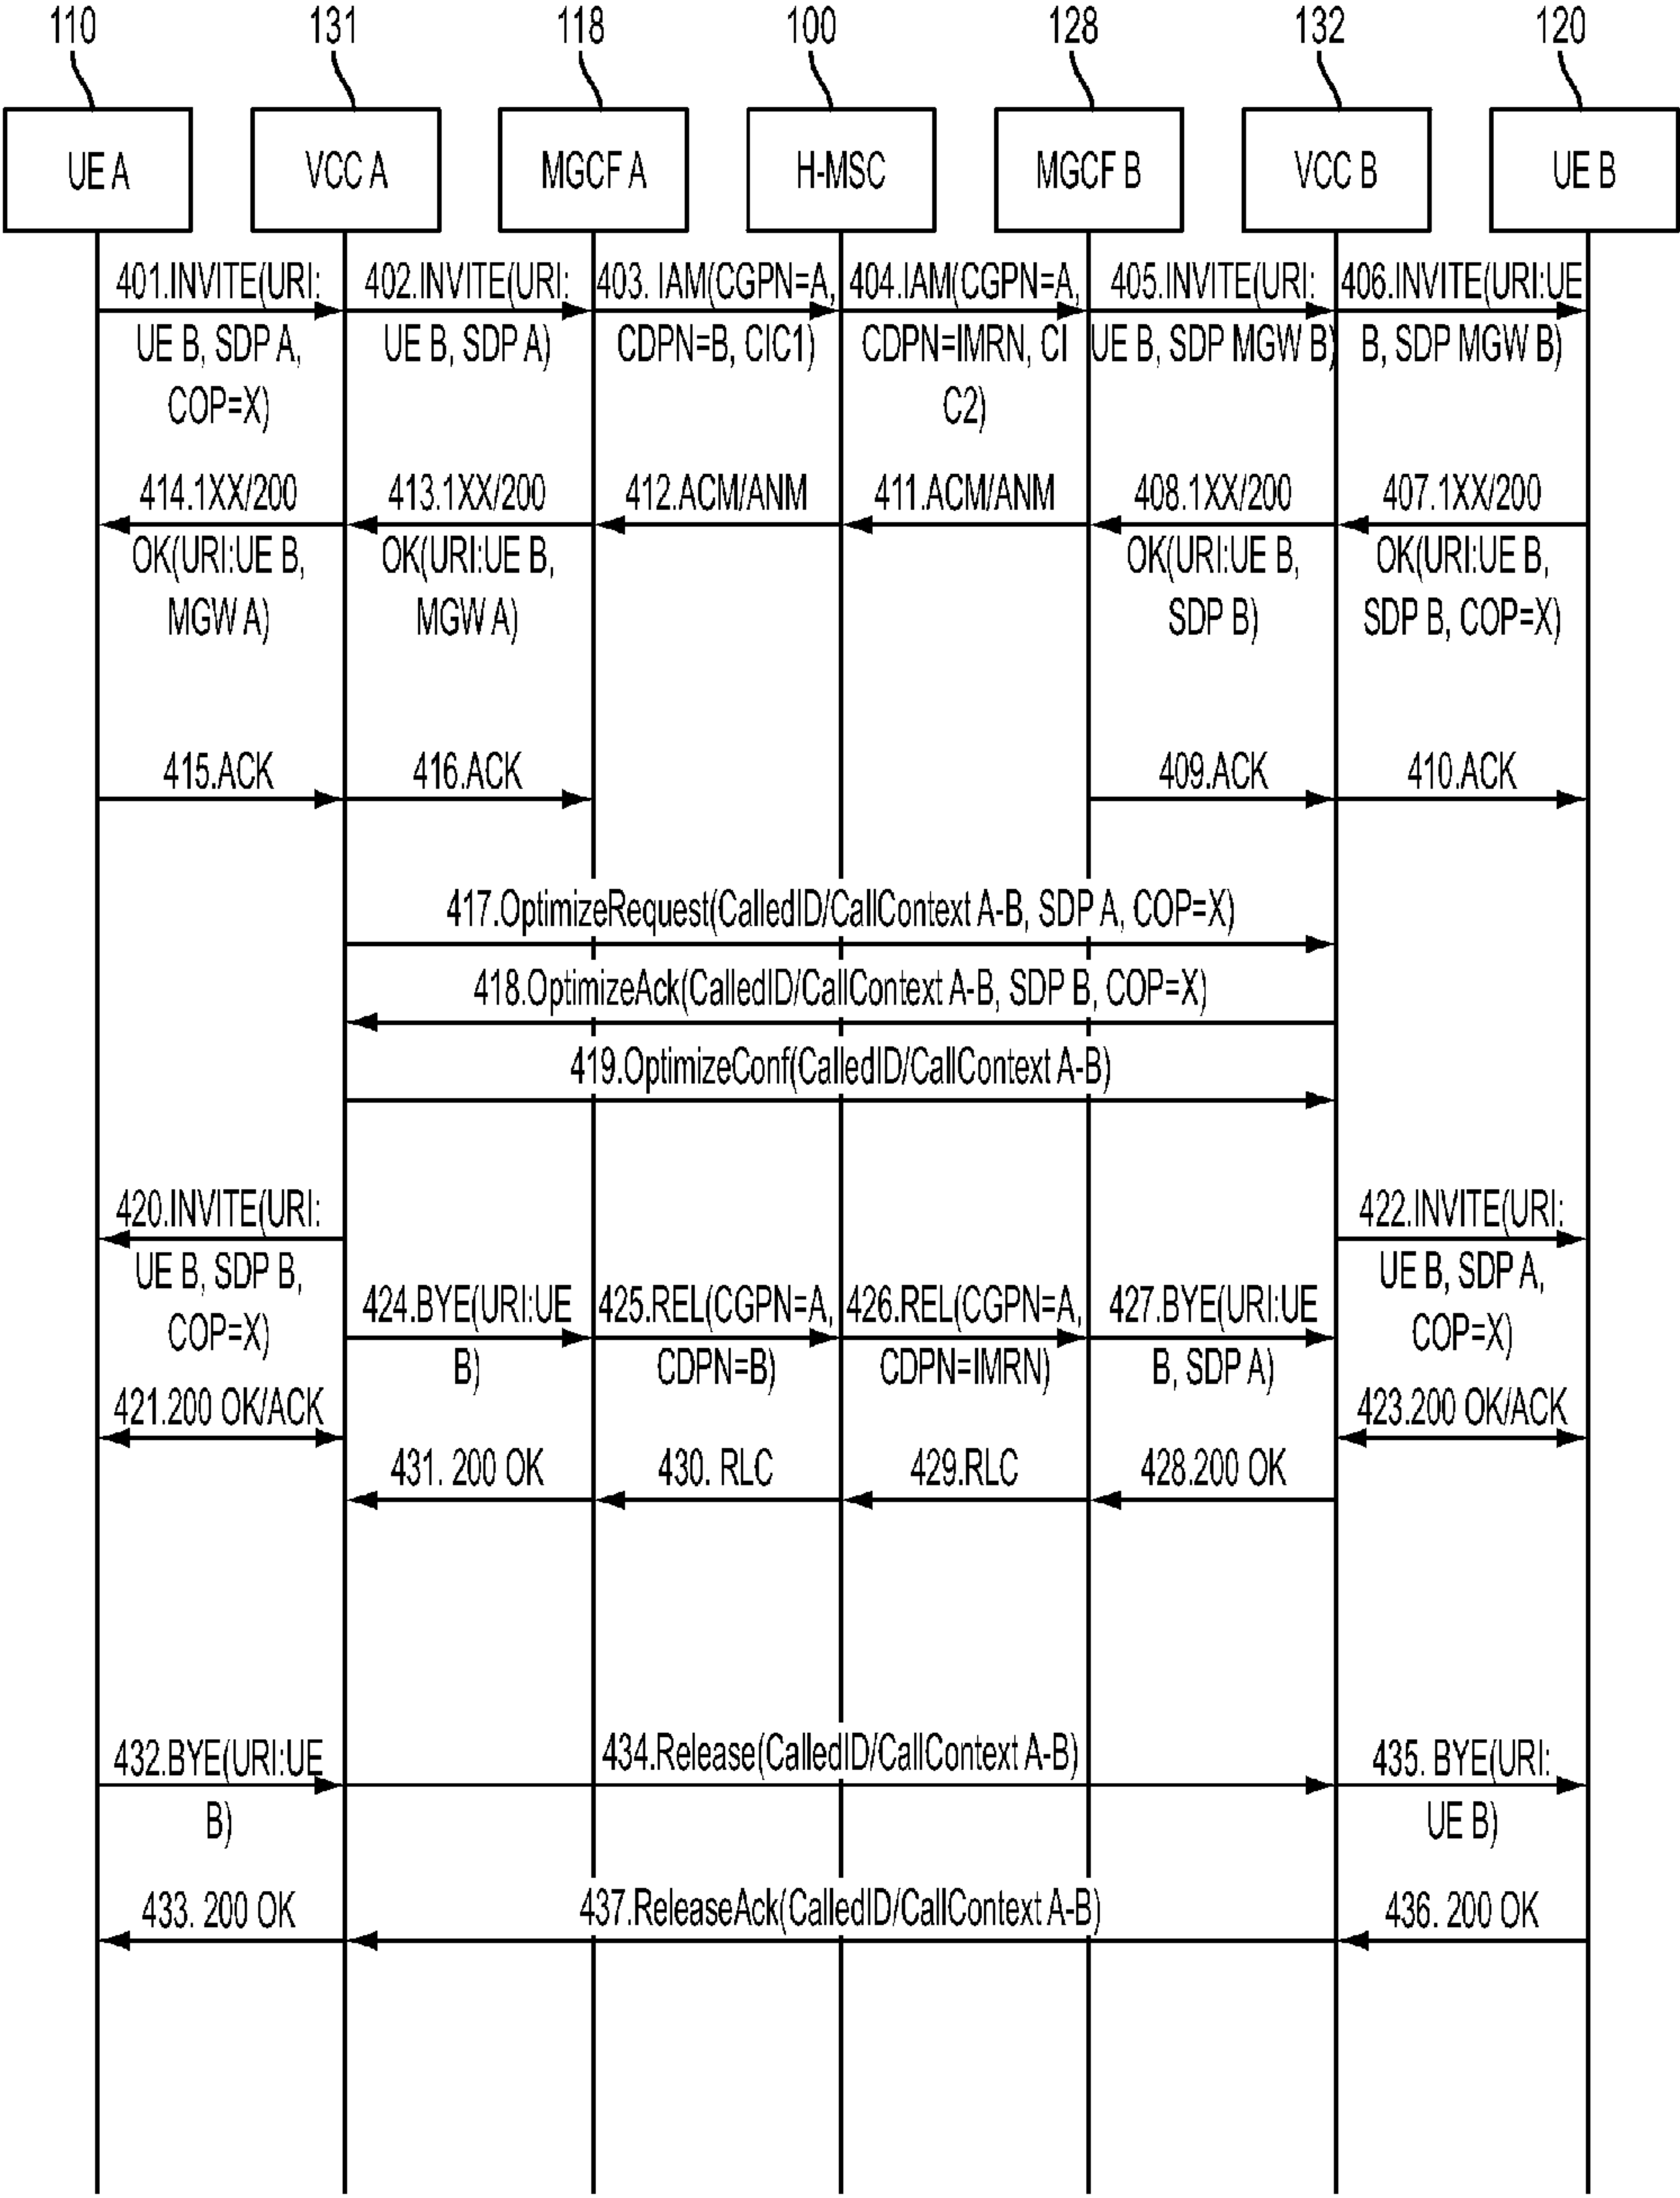 110
131
118
100
128
132
120
UE A
VCC A
MGCF A
H-MSC
MGCF B
VCC B
UE B
401.INVITE(URI:
UE B, SDP A,
COP=X)
402.INVITE(URI:
UE B, SDP A)
403. IAM(CGPN=A,
CDPN=B, CIC1)
404.IAM(CGPN=A,
CDPN=IMRN, CI
C2)
405.INVITE(URI:
UE B, SDP MGW B)
406.INVITE(URI:UE
B, SDP MGW B)
414.1XX/200
OK(URI:UE B,
MGW A)
413.1XX/200
OK(URI:UE B,
MGW A)
412.ACM/ANM
411.ACM/ANM
408.1XX/200
OK(URI:UE B,
SDP B)
407.1XX/200
OK(URI:UE B,
SDP B, COP=X)
415.ACK
416.ACK
409.ACK
410.ACK
417.OptimizeRequest(CalledID/CallContext A-B, SDP A, COP=X)
418.OptimizeAck(CalledID/CallContext A-B, SDP B, COP=X)
419.OptimizeConf(CalledID/CallContext A-B)
420.INVITE(URI:
UE B, SDP B,
COP=X)
422.INVITE(URI:
UE B, SDP A,
COP=X)
424.BYE(URI:UE
B)
425.REL(CGPN=A,
CDPN=B)
426.REL(CGPN=A,
CDPN=IMRN)
427.BYE(URI:UE
B, SDP A)
421.200 OK/ACK
423.200 OK/ACK
431. 200 OK
430. RLC
429.RLC
428.200 OK
432.BYE(URI:UE
B)
434.Release(CalledID/CallContext A-B)
435. BYE(URI:
UE B)
433. 200 OK
437.ReleaseAck(CalledID/CallContext A-B)
436. 200 OK